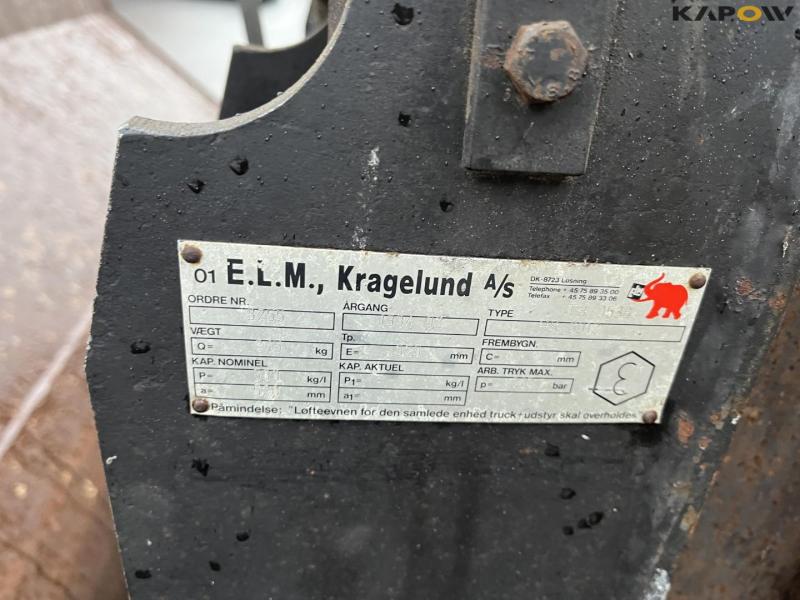 KAPOW
01 E.L.M., Kragelund A/S
DK-8723 Løsning
Telephone + 45 75 89 35 00
Telefax + 45 75 89 33 06
ORDRE NR. ÅRGANG TYPE
VÆGT Tp. FREMBYGN.
Q= kg E= mm C= mm
KAP. NOMINEL KAP. AKTUEL ARB. TRYK MAX.
P= kg/l P1= kg/l p= bar
a= mm a1= mm
Påmindelse: "Løfteevnen for den samlede enhed truck+udstyr skal overholdes